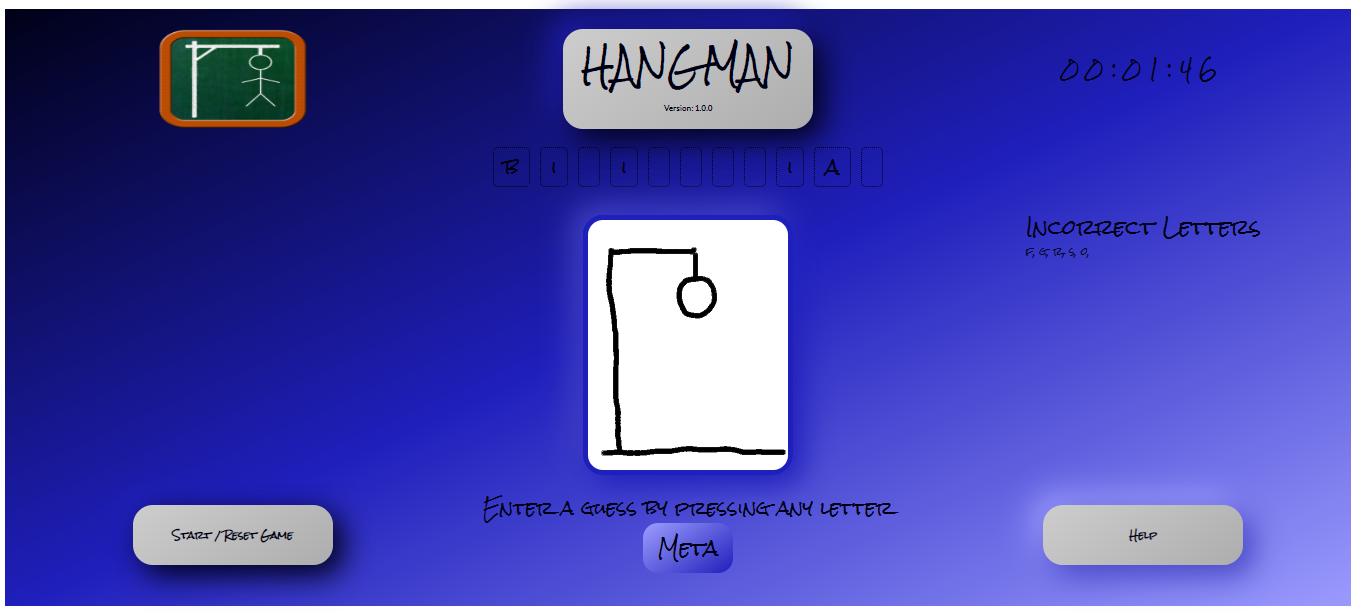 HANGMAN
Version: 1.0.0
00:01:46
B I I I A
Incorrect Letters
F, G, R, S, O,
Enter a guess by pressing any letter
Meta
Start / Reset Game
Help